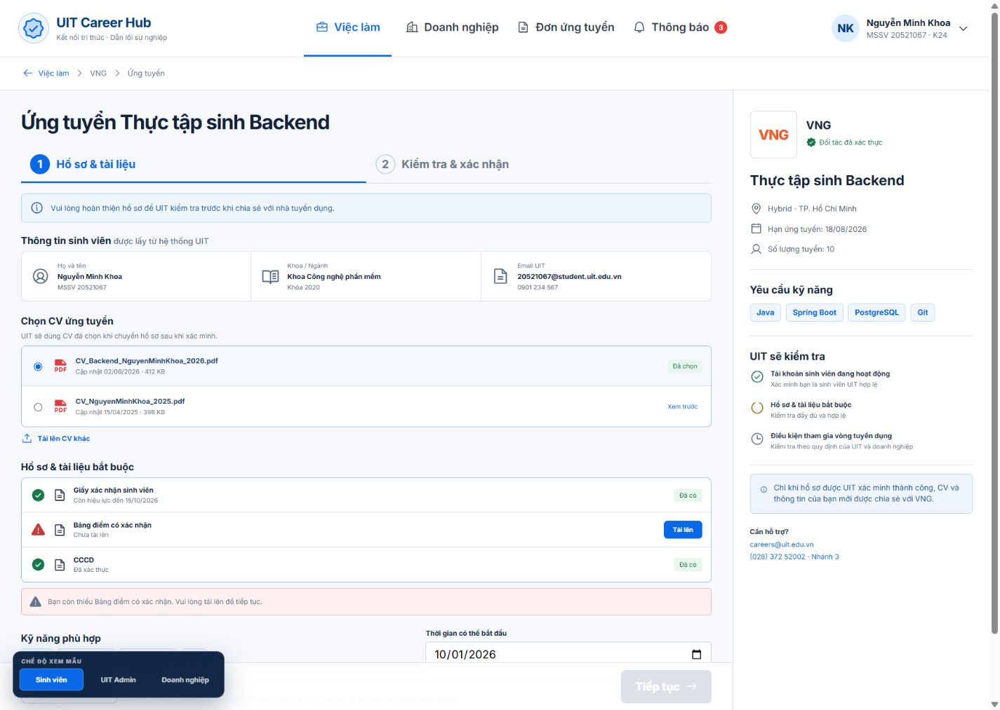 UIT Career Hub
Kết nối tri thức · Dẫn lối sự nghiệp
Việc làm
Doanh nghiệp
Đơn ứng tuyển
Thông báo 3
NK
Nguyễn Minh Khoa
MSSV 20521067 · K24
Việc làm > VNG > Ứng tuyển
Ứng tuyển Thực tập sinh Backend
1 Hồ sơ & tài liệu
2 Kiểm tra & xác nhận
Vui lòng hoàn thiện hồ sơ để UIT kiểm tra trước khi chia sẻ với nhà tuyển dụng.
Thông tin sinh viên được lấy từ hệ thống UIT
Họ và tên
Nguyễn Minh Khoa
MSSV 20521067
Khoa / Ngành
Khoa Công nghệ phần mềm
Khóa 2020
Email UIT
20521067@student.uit.edu.vn
0901 234 567
Chọn CV ứng tuyển
UIT sẽ dùng CV đã chọn khi chuyển hồ sơ sau khi xác minh.
PDF
CV_Backend_NguyenMinhKhoa_2026.pdf
Cập nhật 02/08/2026 · 412 KB
Đã chọn
PDF
CV_NguyenMinhKhoa_2025.pdf
Cập nhật 15/04/2025 · 398 KB
Xem trước
Tải lên CV khác
Hồ sơ & tài liệu bắt buộc
Giấy xác nhận sinh viên
Còn hiệu lực đến 15/10/2026
Đã có
Bảng điểm có xác nhận
Chưa tải lên
Tải lên
CCCD
Đã xác thực
Đã có
Bạn còn thiếu Bảng điểm có xác nhận. Vui lòng tải lên để tiếp tục.
Kỹ năng phù hợp
Thời gian có thể bắt đầu
10/01/2026
CHẾ ĐỘ XEM MẪU
Sinh viên
UIT Admin
Doanh nghiệp
Tiếp tục
VNG
VNG
Đối tác đã xác thực
Thực tập sinh Backend
Hybrid · TP. Hồ Chí Minh
Hạn ứng tuyển: 18/08/2026
Số lượng tuyển: 10
Yêu cầu kỹ năng
Java
Spring Boot
PostgreSQL
Git
UIT sẽ kiểm tra
Tài khoản sinh viên đang hoạt động
Xác minh bạn là sinh viên UIT hợp lệ
Hồ sơ & tài liệu bắt buộc
Kiểm tra đầy đủ và hợp lệ
Điều kiện tham gia vòng tuyển dụng
Kiểm tra theo quy định của UIT và doanh nghiệp
Chỉ khi hồ sơ được UIT xác minh thành công, CV và
thông tin của bạn mới được chia sẻ với VNG.
Cần hỗ trợ?
careers@uit.edu.vn
(028) 372 52002 · Nhánh 3